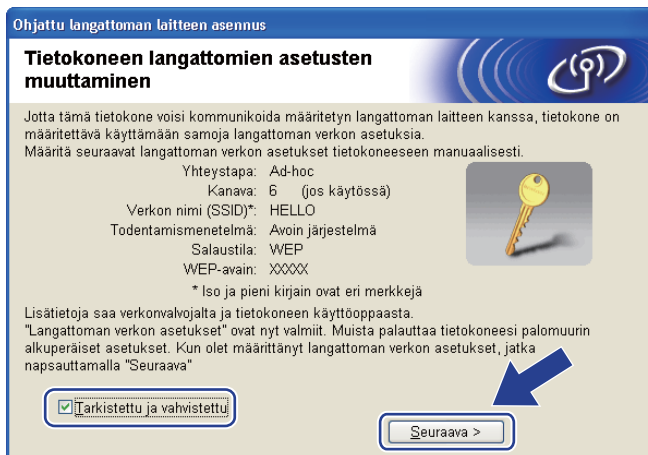 Ohjattu langattoman laitteen asennus
Tietokoneen langattomien asetusten
muuttaminen
Jotta tämä tietokone voisi kommunikoida määritetyn langattoman laitteen kanssa, tietokone on
määritettävä käyttämään samoja langattoman verkon asetuksia.
Määritä seuraavat langattoman verkon asetukset tietokoneeseen manuaalisesti.
Yhteystapa: Ad-hoc
Kanava: 6 (jos käytössä)
Verkon nimi (SSID)*: HELLO
Todentamismenetelmä: Avoin järjestelmä
Salaustila: WEP
WEP-avain: XXXXX
* Iso ja pieni kirjain ovat eri merkkejä
Lisätietoja saa verkonvalvojalta ja tietokoneen käyttöoppaasta.
"Langattoman verkon asetukset" ovat nyt valmiit. Muista palauttaa tietokoneesi palomuurin
alkuperäiset asetukset. Kun olet määrittänyt langattoman verkon asetukset, jatka
napsauttamalla "Seuraava"
Tarkistettu ja vahvistettu
Seuraava >